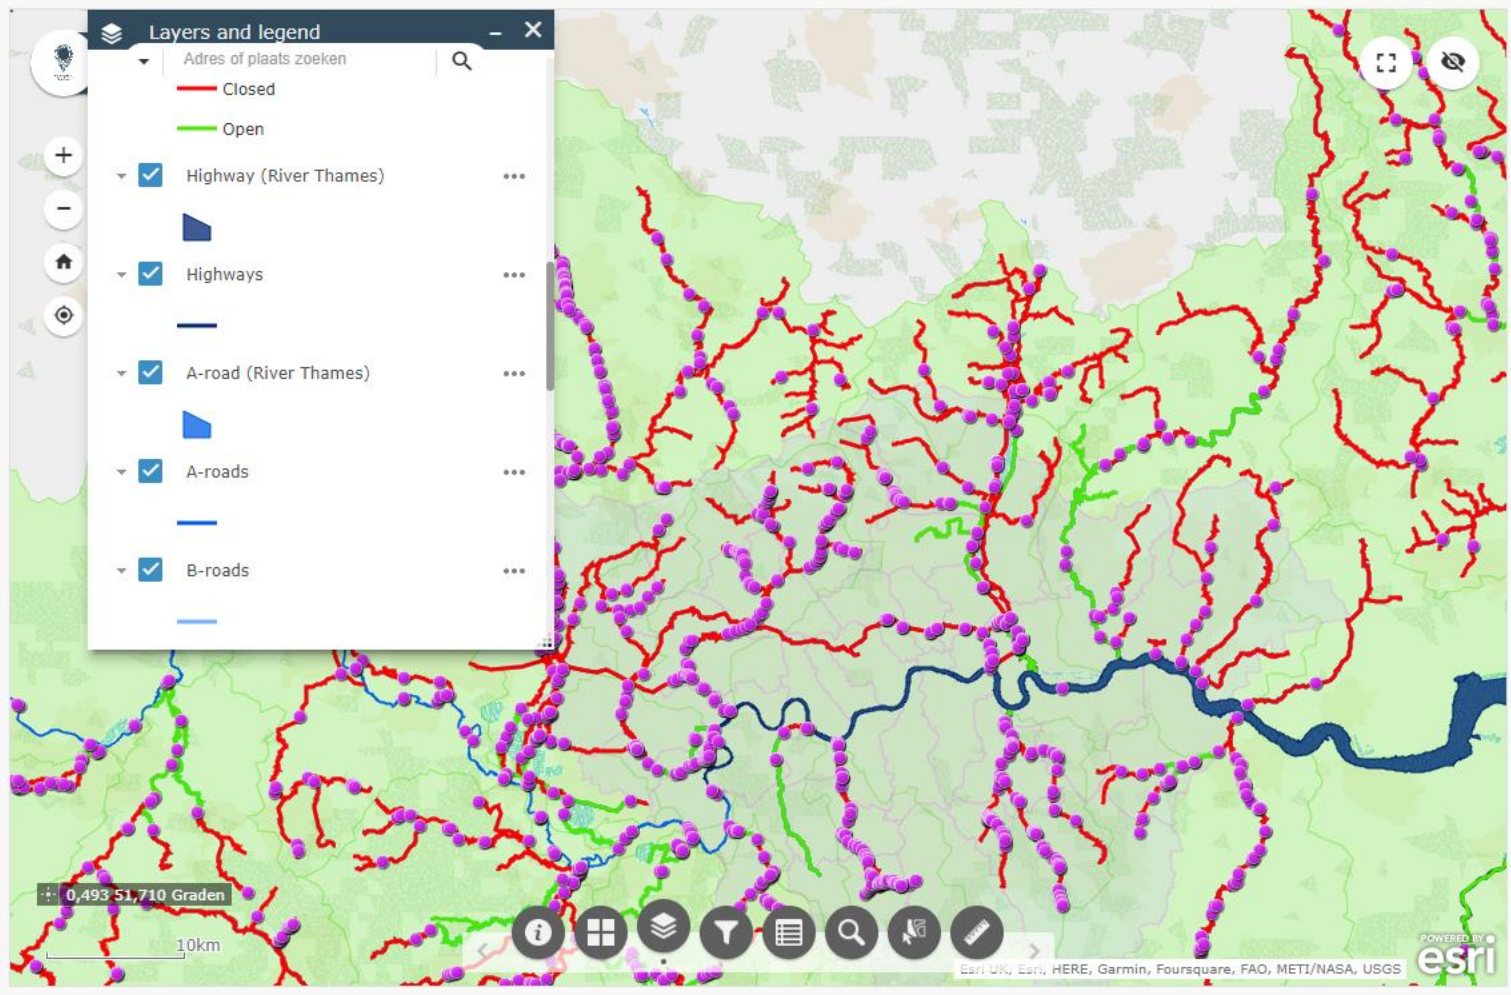 Layers and legend
Adres of plaats zoeken
Closed
Open
Highway (River Thames)
Highways
A-road (River Thames)
A-roads
B-roads
0,493 51,710 Graden
10km
POWERED BY
esri
Esri UK, Esri, HERE, Garmin, Foursquare, FAO, METI/NASA, USGS